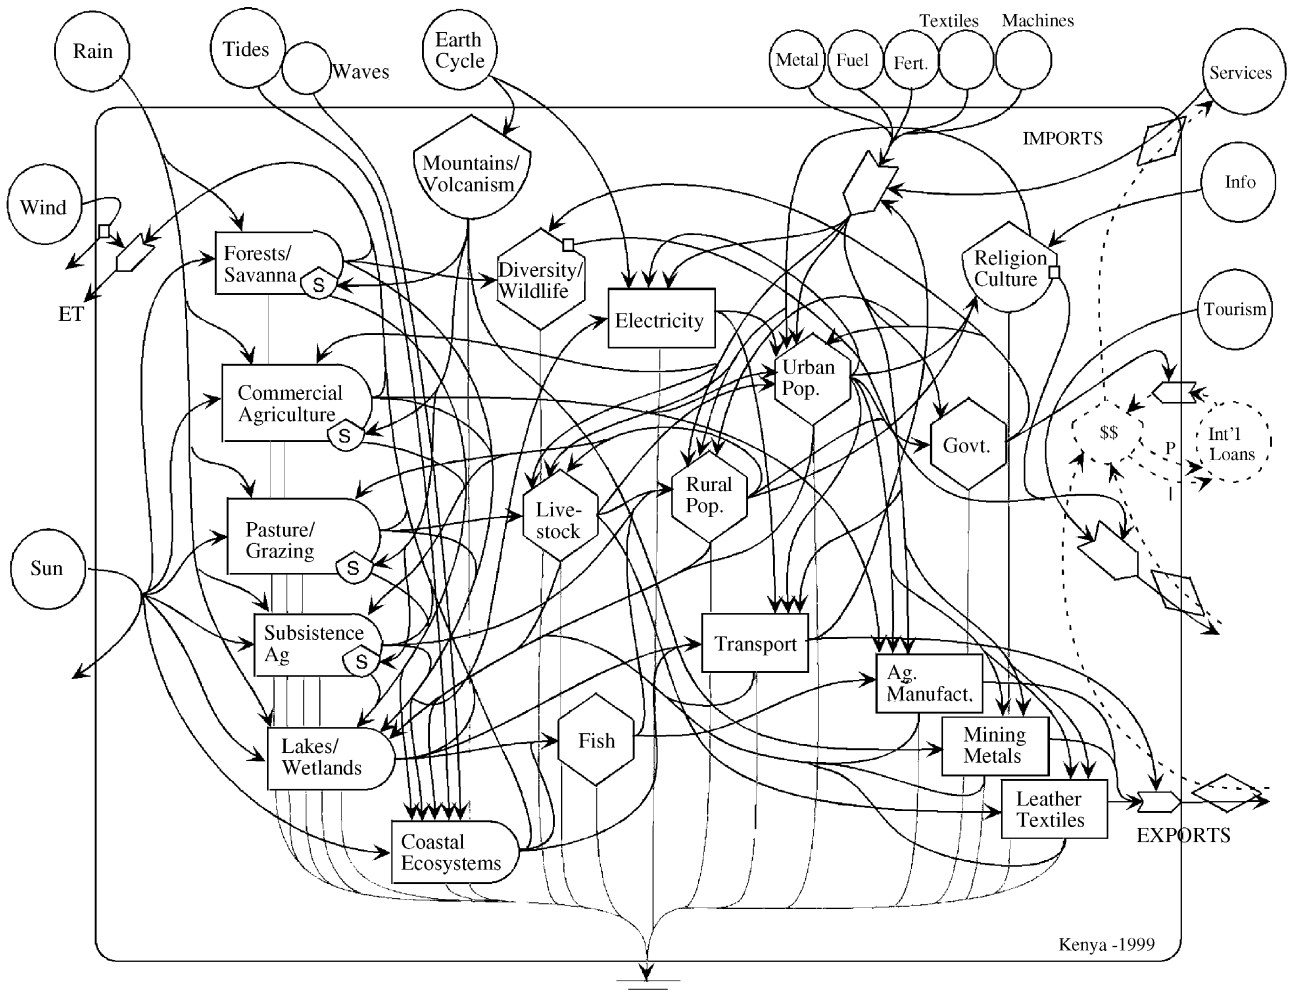 Textiles
Machines
Rain
Tides
Waves
Earth
Cycle
Metal
Fuel
Fert.
Services
IMPORTS
Mountains/
Volcanism
Info
Wind
ET
Forests/
Savanna
S
Diversity/
Wildlife
Religion
Culture
Electricity
Tourism
Urban
Pop.
Commercial
Agriculture
S
Govt.
$$
P
I
Int'l
Loans
Pasture/
Grazing
S
Live-
stock
Rural
Pop.
Sun
Subsistence
Ag
S
Transport
Ag.
Manufact.
Lakes/
Wetlands
Fish
Mining
Metals
Leather
Textiles
EXPORTS
Coastal
Ecosystems
Kenya -1999